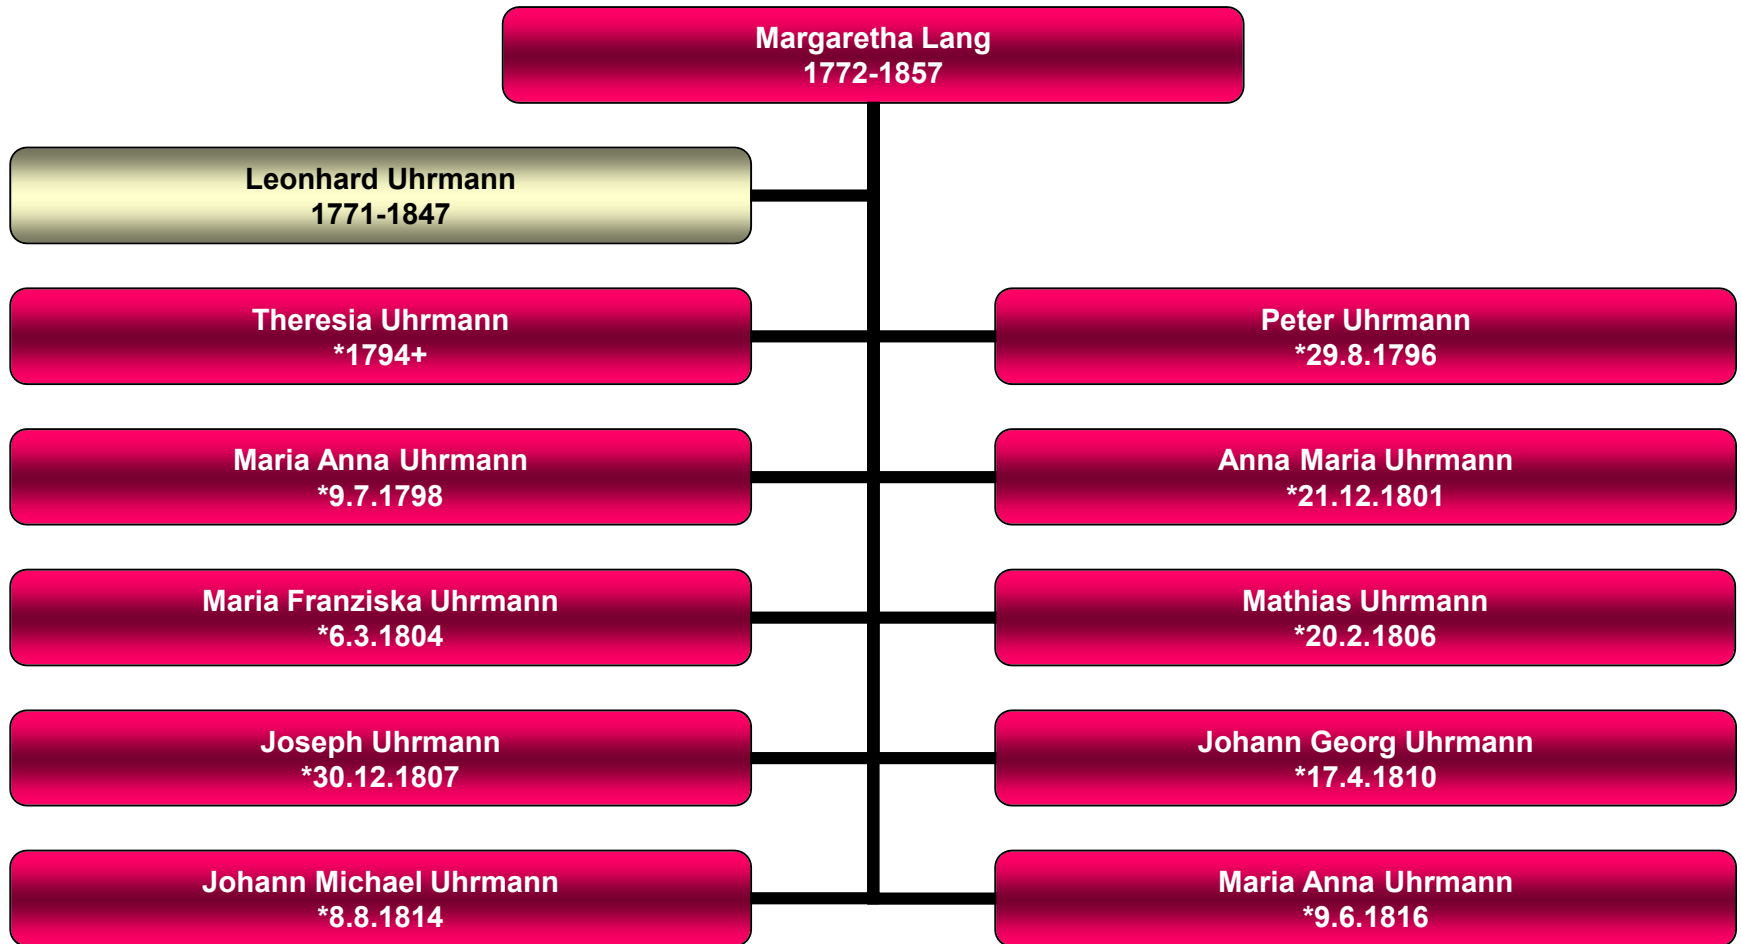 Margaretha Lang
1772-1857
Leonhard Uhrmann
1771-1847
Theresia Uhrmann
*1794+
Peter Uhrmann
*29.8.1796
Maria Anna Uhrmann
*9.7.1798
Anna Maria Uhrmann
*21.12.1801
Maria Franziska Uhrmann
*6.3.1804
Mathias Uhrmann
*20.2.1806
Joseph Uhrmann
*30.12.1807
Johann Georg Uhrmann
*17.4.1810
Johann Michael Uhrmann
*8.8.1814
Maria Anna Uhrmann
*9.6.1816